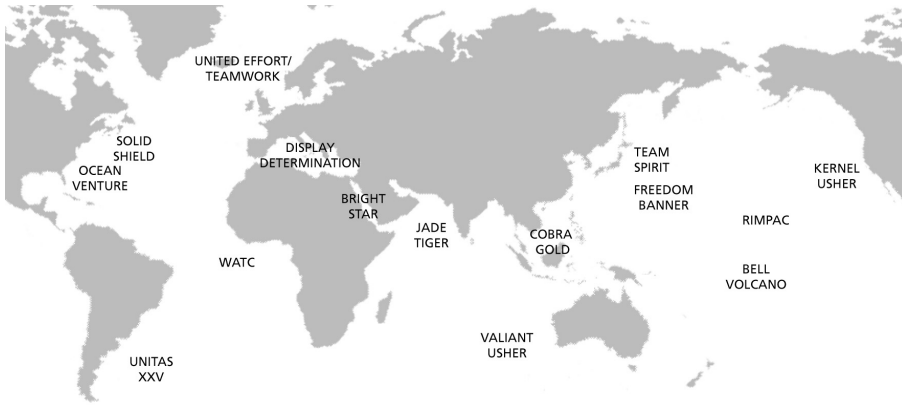 UNITED EFFORT/
TEAMWORK
SOLID
SHIELD
OCEAN
VENTURE
DISPLAY
DETERMINATION
BRIGHT
STAR
JADE
TIGER
WATC
UNITAS
XXV
COBRA
GOLD
VALIANT
USHER
TEAM
SPIRIT
FREEDOM
BANNER
KERNEL
USHER
RIMPAC
BELL
VOLCANO